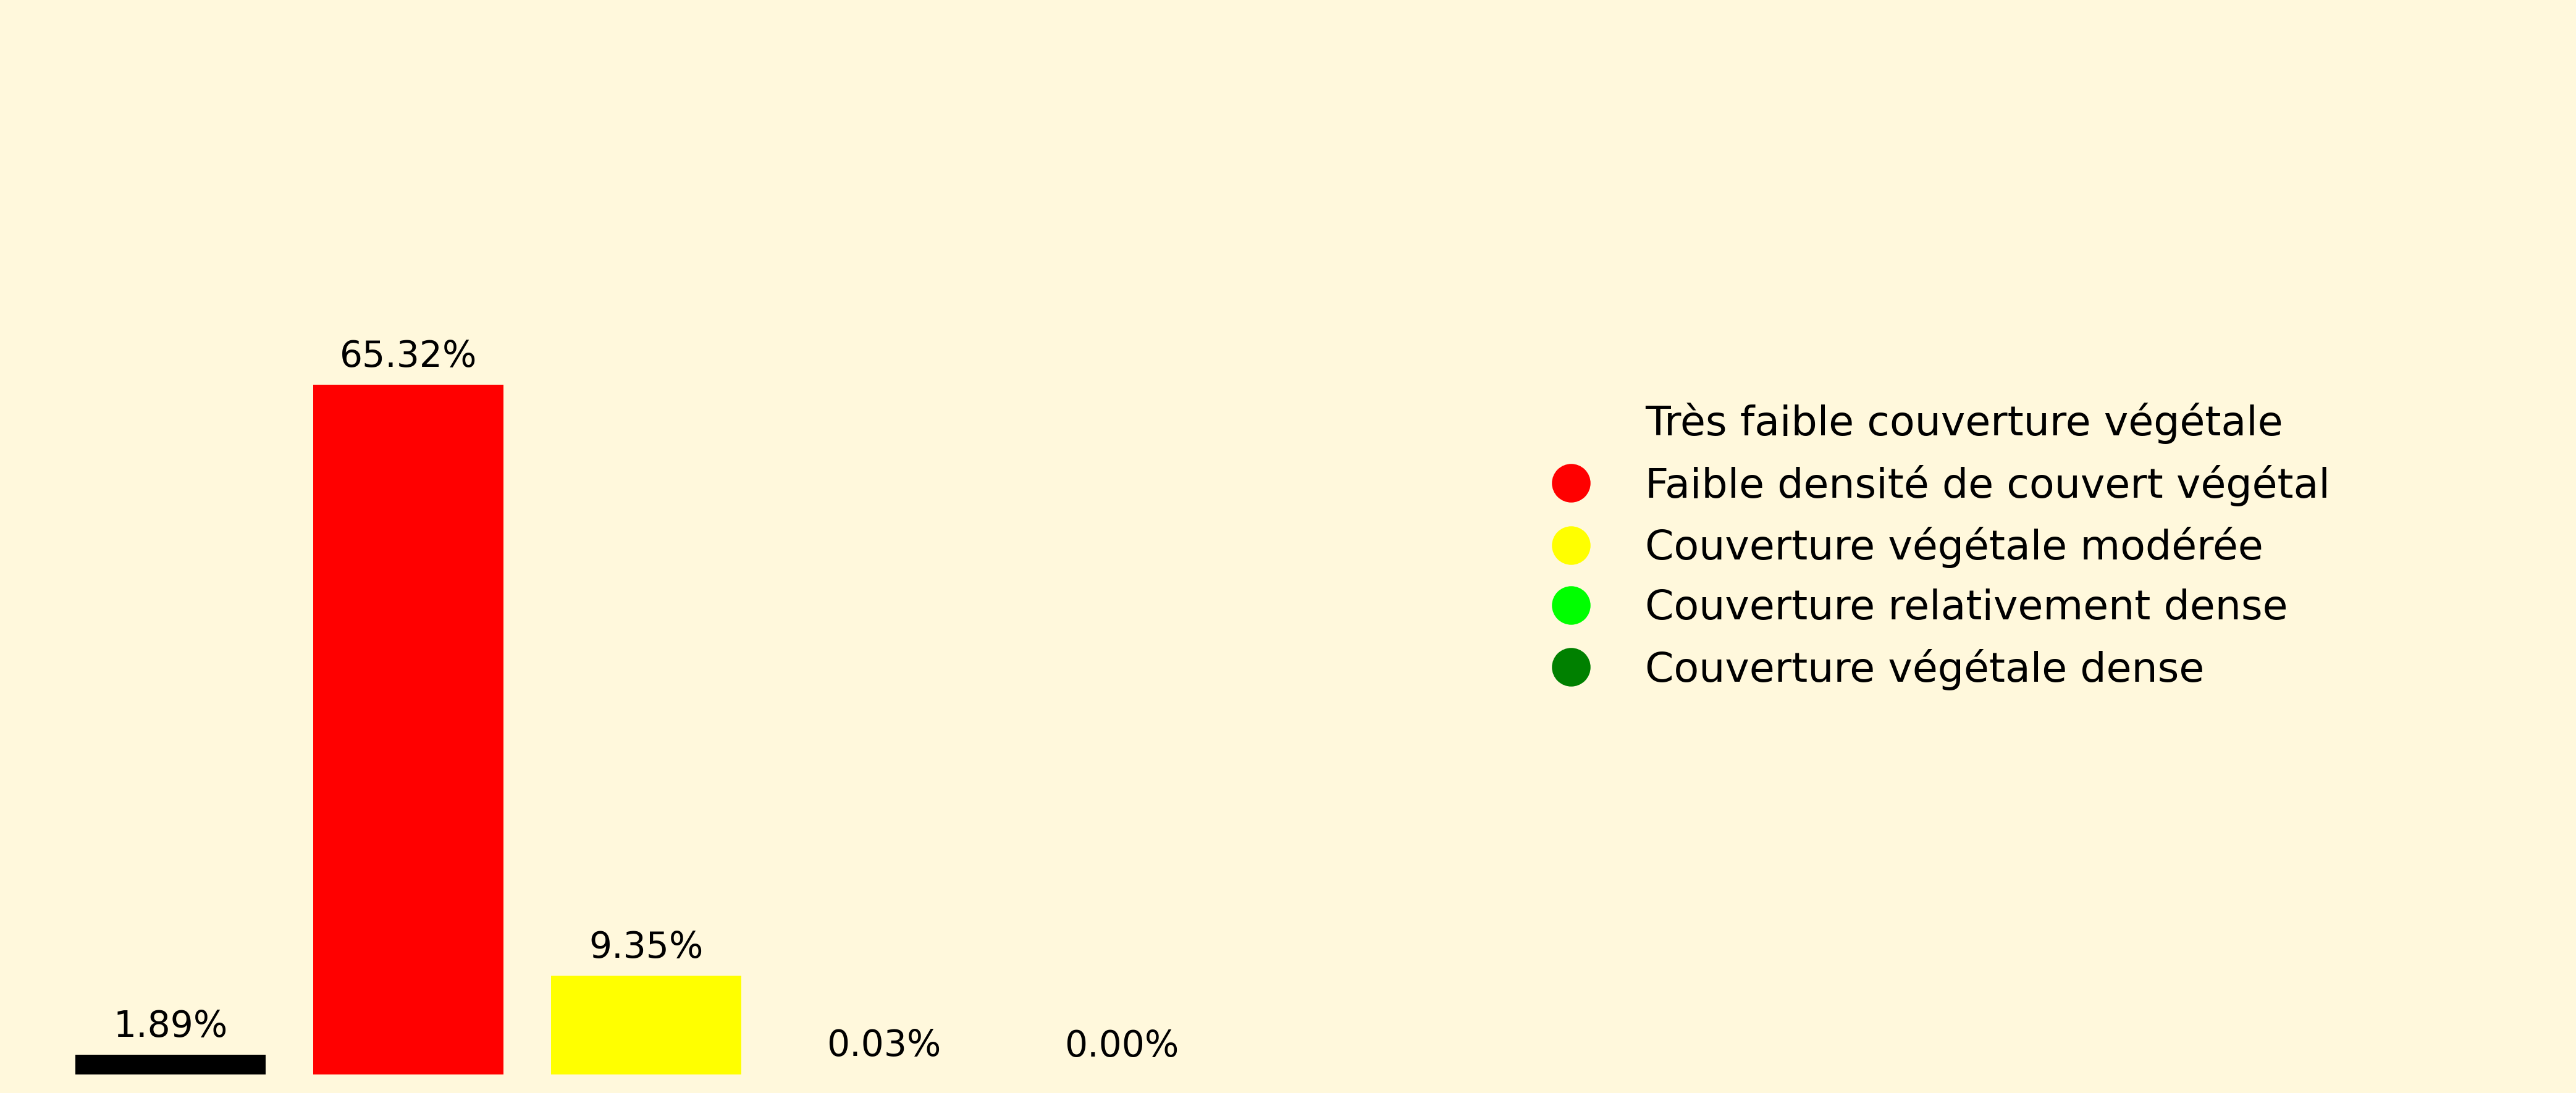 65.32%
9.35%
1.89%
0.03%
0.00%
Très faible couverture végétale
Faible densité de couvert végétal
Couverture végétale modérée
Couverture relativement dense
Couverture végétale dense